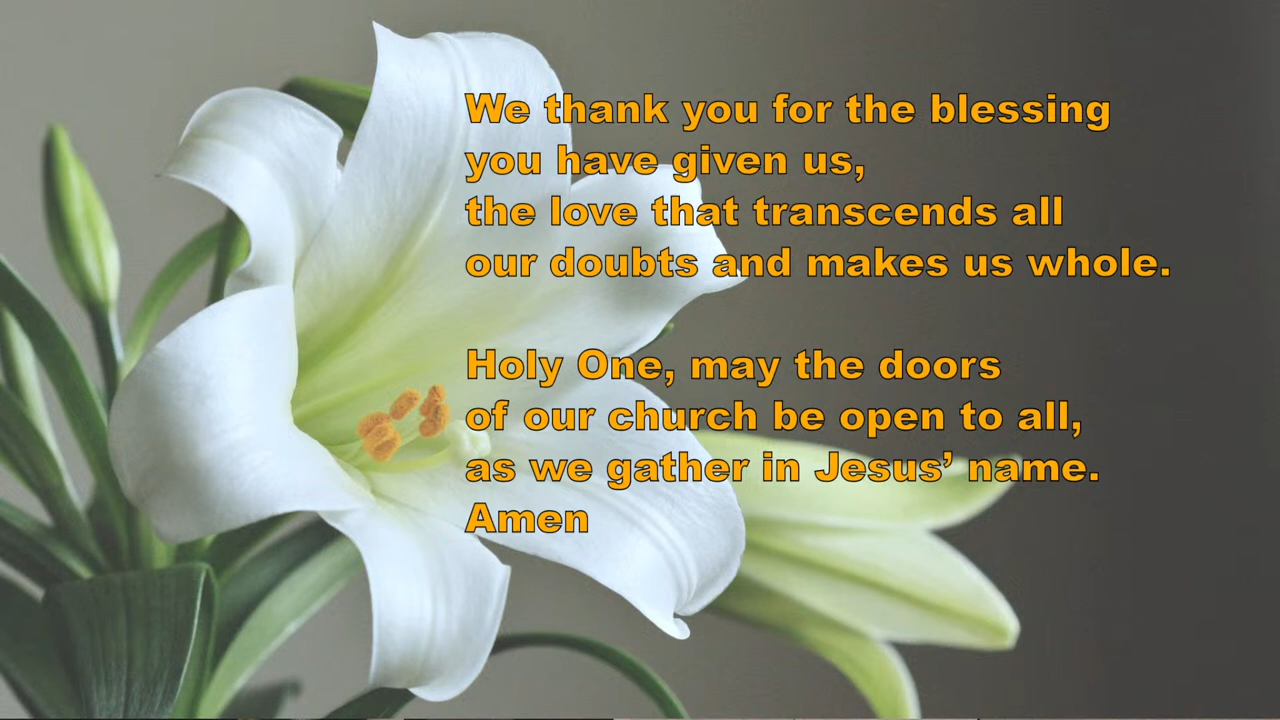 We thank you for the blessing
you have given us,
the love that transcends all
our doubts and makes us whole.
Holy One, may the doors
of our church be open to all,
as we gather in Jesus’ name.
Amen